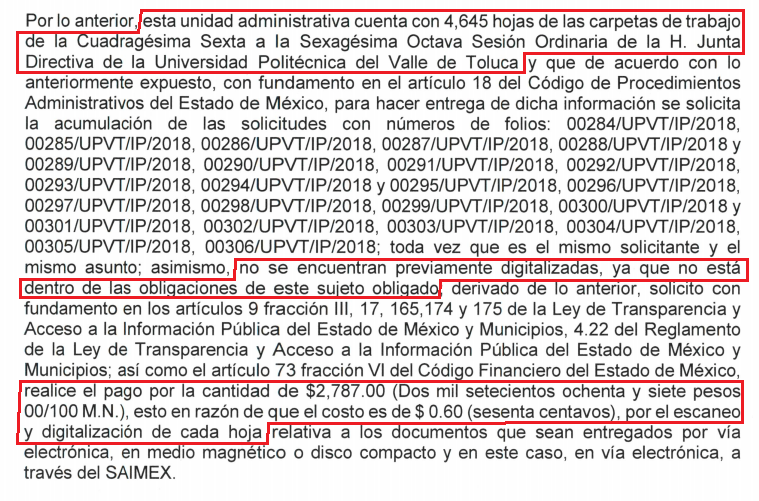 Por lo anterior, esta unidad administrativa cuenta con 4,645 hojas de las carpetas de trabajo
de la Cuadragésima Sexta a la Sexagésima Octava Sesión Ordinaria de la H. Junta
Directiva de la Universidad Politécnica del Valle de Toluca y que de acuerdo con lo
anteriormente expuesto, con fundamento en el artículo 18 del Código de Procedimientos
Administrativos del Estado de México, para hacer entrega de dicha información se solicita
la acumulación de las solicitudes con números de folios: 00284/UPVT/IP/2018,
00285/UPVT/IP/2018, 00286/UPVT/IP/2018, 00287/UPVT/IP/2018, 00288/UPVT/IP/2018 y
00289/UPVT/IP/2018, 00290/UPVT/IP/2018, 00291/UPVT/IP/2018, 00292/UPVT/IP/2018,
00293/UPVT/IP/2018, 00294/UPVT/IP/2018 y 00295/UPVT/IP/2018, 00296/UPVT/IP/2018,
00297/UPVT/IP/2018, 00298/UPVT/IP/2018, 00299/UPVT/IP/2018, 00300/UPVT/IP/2018 y
00301/UPVT/IP/2018, 00302/UPVT/IP/2018, 00303/UPVT/IP/2018, 00304/UPVT/IP/2018,
00305/UPVT/IP/2018, 00306/UPVT/IP/2018; toda vez que es el mismo solicitante y el
mismo asunto; asimismo, no se encuentran previamente digitalizadas, ya que no está
dentro de las obligaciones de este sujeto obligado, derivado de lo anterior, solicito con
fundamento en los artículos 9 fracción III, 17, 165,174 y 175 de la Ley de Trasparencia y
Acceso a la Información Pública del Estado de México y Municipios, 4.22 del Reglamento
de la Ley de Trasparencia y Acceso a la Información Pública del Estado de México y
Municipios; así como el artículo 73 fracción VI del Código Financiero del Estado de México,
realice el pago por la cantidad de $2,787.00 (Dos mil setecientos ochenta y siete pesos
00/100 M.N.), esto en razón de que el costo es de $ 0.60 (sesenta centavos), por el escaneo
y digitalización de cada hoja relativa a los documentos que sean entregados por vía
electrónica, en medio magnético o disco compacto y en este caso, en vía electrónica, a
través del SAIMEX.